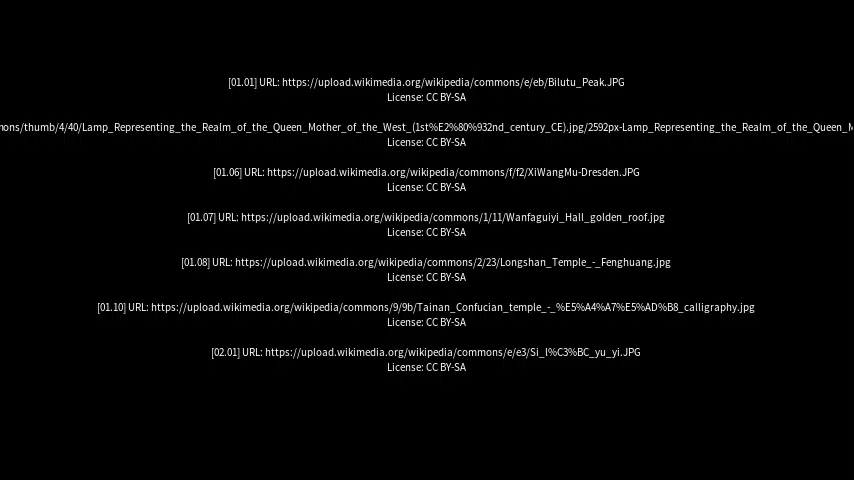 [01.01] URL: https://upload.wikimedia.org/wikipedia/commons/e/eb/Bilutu_Peak.JPG
License: CC BY-SA
ons/thumb/4/40/Lamp_Representing_the_Realm_of_the_Queen_Mother_of_the_West_(1st%E2%80%932nd_century_CE).jpg/2592px-Lamp_Representing_the_Realm_of_the_Queen_
License: CC BY-SA
[01.06] URL: https://upload.wikimedia.org/wikipedia/commons/f/f2/XiWangMu-Dresden.JPG
License: CC BY-SA
[01.07] URL: https://upload.wikimedia.org/wikipedia/commons/1/11/Wanfaguiyi_Hall_golden_roof.jpg
License: CC BY-SA
[01.08] URL: https://upload.wikimedia.org/wikipedia/commons/2/23/Longshan_Temple_-_Fenghuang.jpg
License: CC BY-SA
[01.10] URL: https://upload.wikimedia.org/wikipedia/commons/9/9b/Tainan_Confucian_temple_-_%E5%A4%A7%E5%AD%B8_calligraphy.jpg
License: CC BY-SA
[02.01] URL: https://upload.wikimedia.org/wikipedia/commons/e/e3/Si_l%C3%BC_yu_yi.JPG
License: CC BY-SA